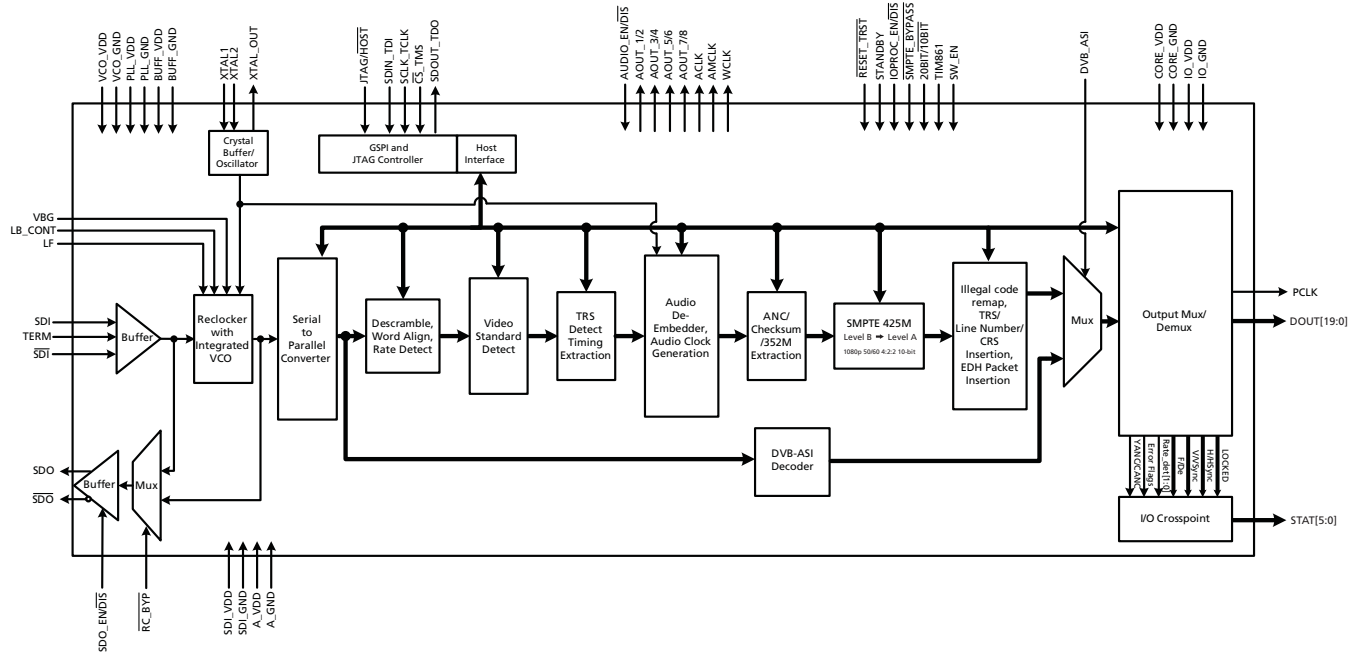 VCO_VDD
VCO_GND
PLL_VDD
PLL_GND
BUFF_VDD
BUFF_GND
XTAL1
XTAL2
XTAL_OUT
JTAG/HOST
SDIN_TDI
SCLK_TCLK
CS_TMS
SDOUT_TDO
AUDIO_EN/DIS
AOUT_1/2
AOUT_3/4
AOUT_5/6
AOUT_7/8
ACLK
AMCLK
WCLK
RESET_TRST
STANDBY
IOPROC_EN/DIS
SMPTE_BYPASS
20BIT/10BIT
TIM861
SW_EN
DVB_ASI
CORE_VDD
CORE_GND
IO_VDD
IO_GND
Crystal
Buffer/
Oscillator
GSPI and
JTAG Controller
Host
Interface
VBG
LB_CONT
LF
SDI
TERM
SDI
Buffer
Reclocker
with
Integrated
VCO
Serial
to
Parallel
Converter
Descramble,
Word Align,
Rate Detect
Video
Standard
Detect
TRS
Detect
Timing
Extraction
Audio
De-
Embedder,
Audio Clock
Generation
ANC/
Checksum
/352M
Extraction
SMPTE 425M
Level B ➡ Level A
1080p 50/60 4:2:2 10-bit
Illegal code
remap,
TRS/
Line Number/
CRS
Insertion,
EDH Packet
Insertion
Mux
Output Mux/
Demux
PCLK
DOUT[19:0]
DVB-ASI
Decoder
YANC/CANC
Error Flags
Rate_det[1:0]
F/De
V/VSync
H/HSync
LOCKED
I/O Crosspoint
STAT[5:0]
SDO
SDO
Buffer
Mux
SDO_EN/DIS
RC_BYP
SDI_VDD
SDI_GND
A_VDD
A_GND